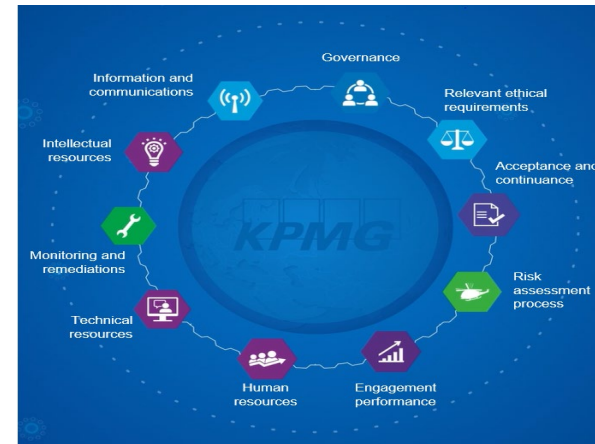 Governance
Relevant ethical
requirements
Acceptance and
continuance
Risk
assessment
process
Engagement
performance
Human
resources
Technical
resources
Monitoring and
remediations
Intellectual
resources
Information and
communications
KPMG